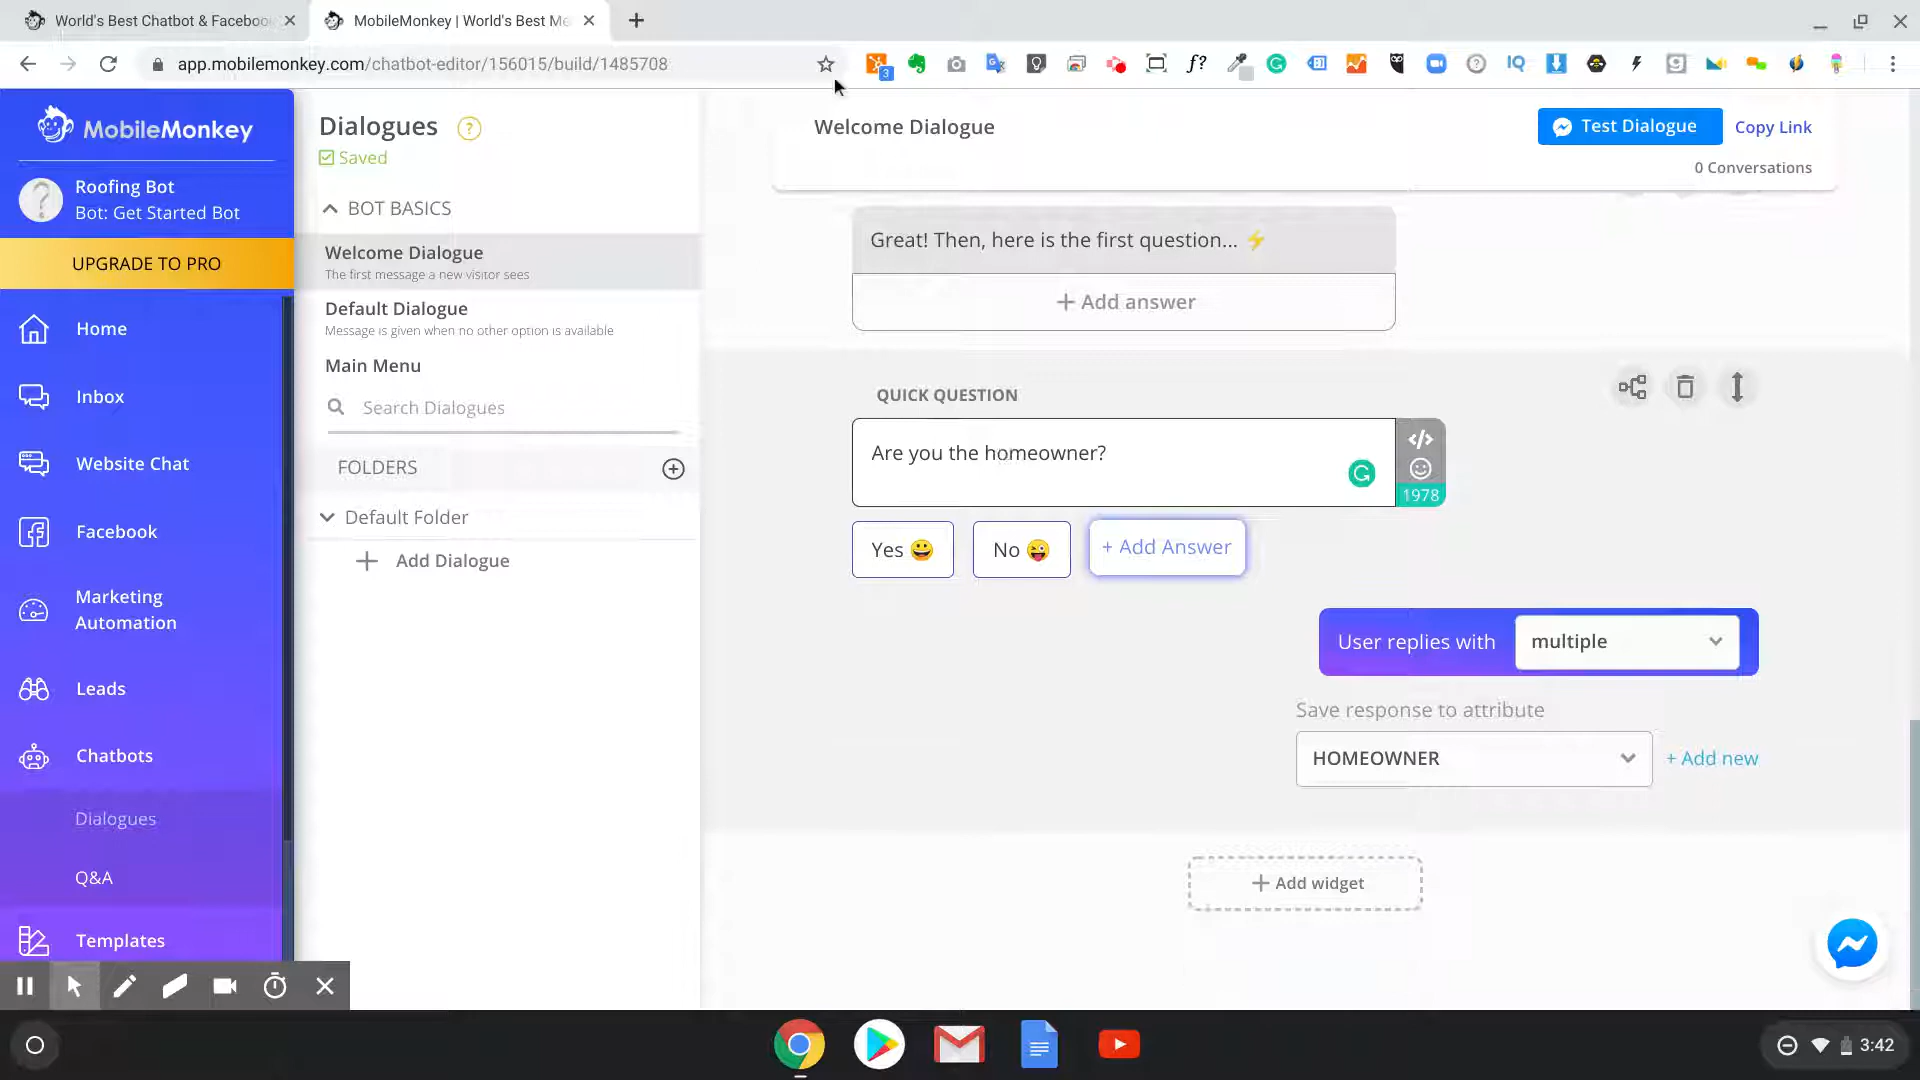 World's Best Chatbot & Faceboo
MobileMonkey | World's Best Me
app.mobilemonkey.com/chatbot-editor/156015/build/1485708
3
f?
IQ
MobileMonkey
Roofing Bot
Bot: Get Started Bot
UPGRADE TO PRO
Home
Inbox
Website Chat
Facebook
Marketing
Automation
Leads
Chatbots
Dialogues
Q&A
Templates
Dialogues ?
Saved
BOT BASICS
Welcome Dialogue
The first message a new visitor sees
Default Dialogue
Message is given when no other option is available
Main Menu
Search Dialogues
FOLDERS
Default Folder
Add Dialogue
Welcome Dialogue
Test Dialogue
Copy Link
0 Conversations
Great! Then, here is the first question... ⚡
+ Add answer
QUICK QUESTION
Are you the homeowner?
1978
Yes 😀
No 😜
+ Add Answer
User replies with
multiple
Save response to attribute
HOMEOWNER
+ Add new
+ Add widget
3:42